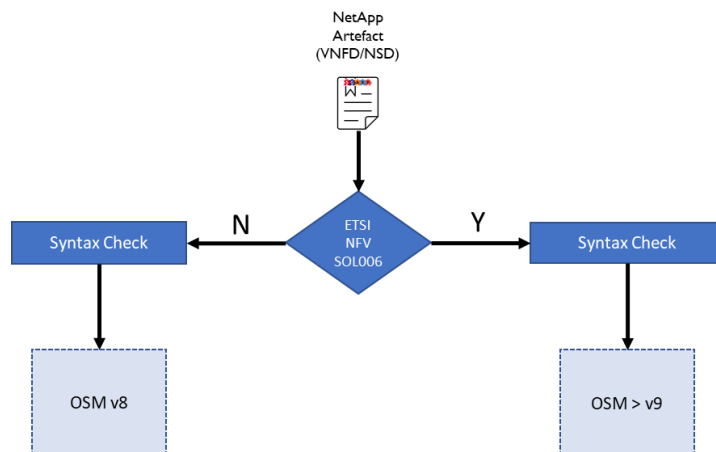 NetApp
Artefact
(VNFD/NSD)
W
N
ETSI
NFV
SOL006
Y
Syntax Check
Syntax Check
OSM v8
OSM > v9